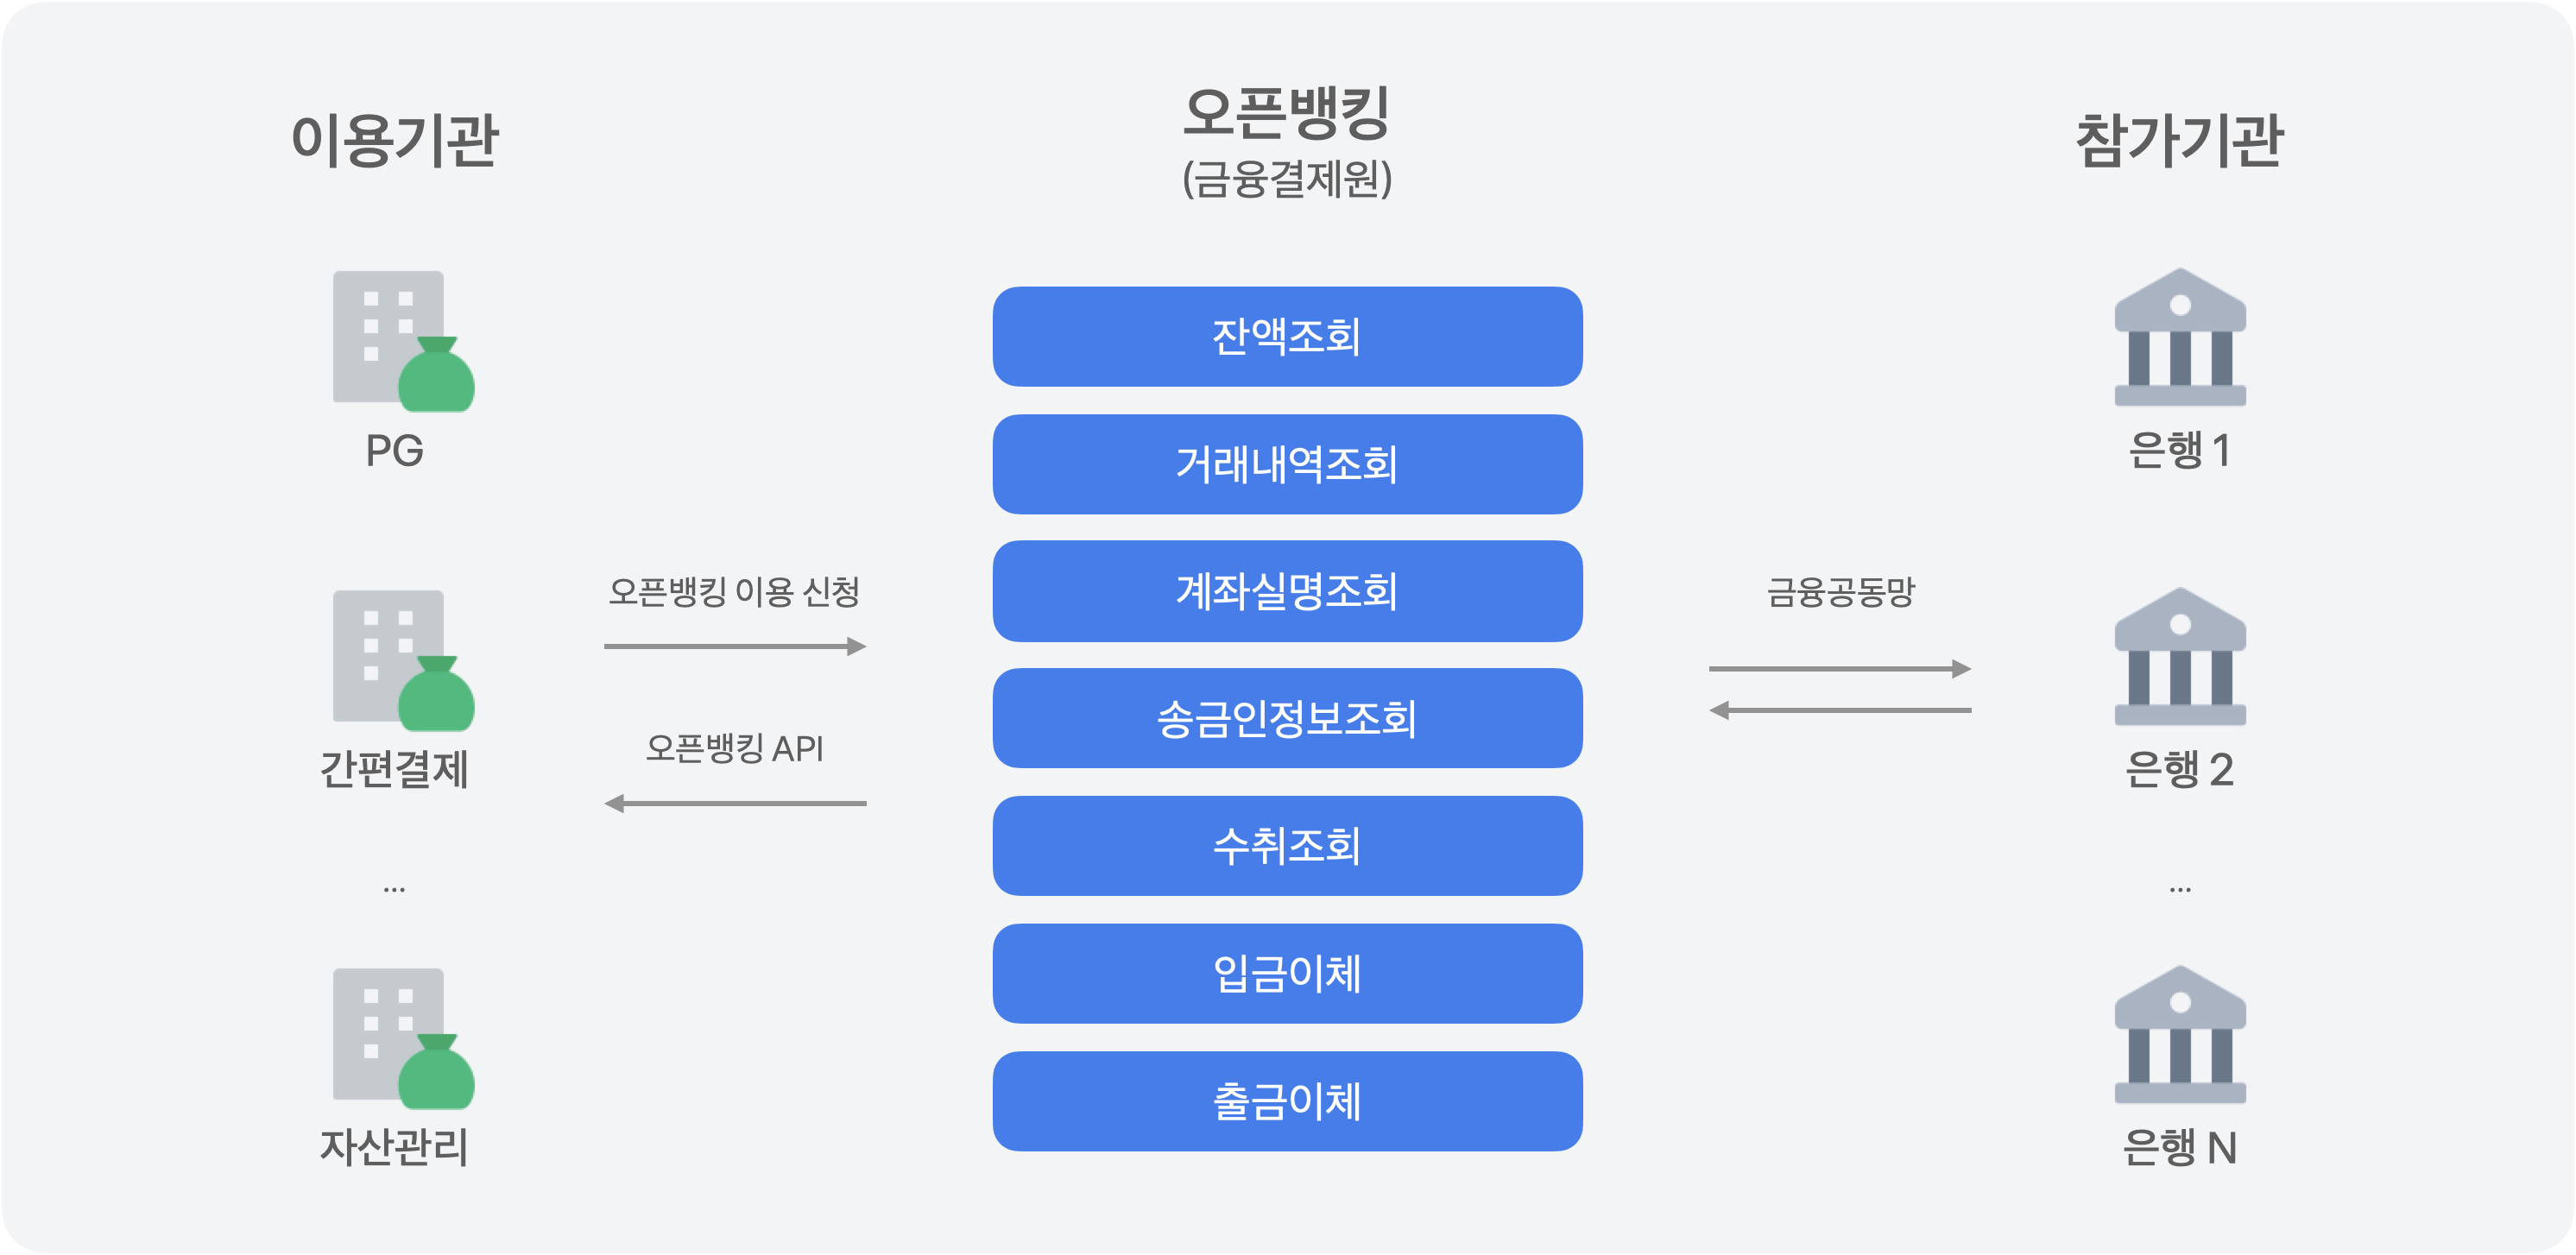 이용기관
PG
간편결제
...
자산관리
오픈뱅킹 이용 신청
오픈뱅킹 API
오픈뱅킹
(금융결제원)
잔액조회
거래내역조회
계좌실명조회
송금인정보조회
수취조회
입금이체
출금이체
금융공동망
참가기관
은행 1
은행 2
...
은행 N